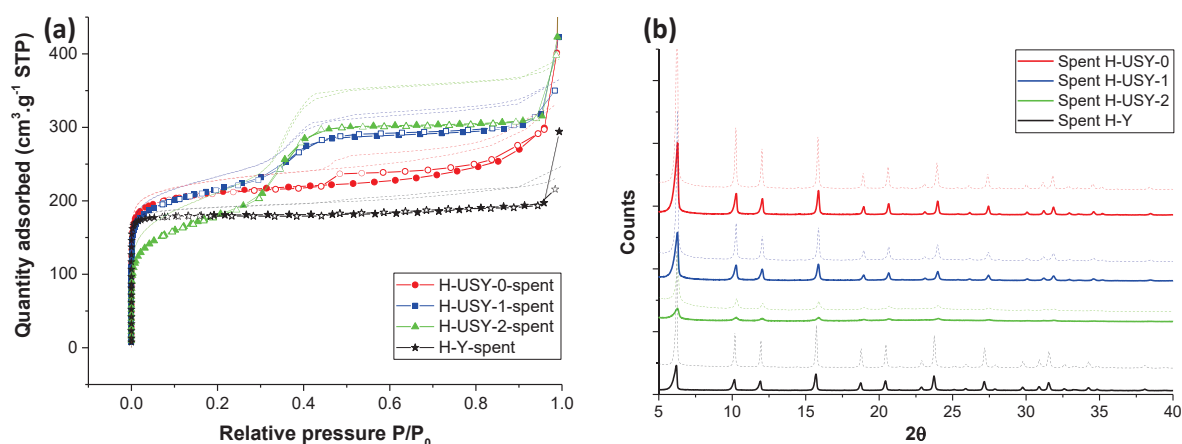 (a)
Quantity adsorbed (cm³.g⁻¹ STP)
400
300
200
100
0
0.0 0.2 0.4 0.6 0.8 1.0
Relative pressure P/P₀
H-USY-0-spent
H-USY-1-spent
H-USY-2-spent
H-Y-spent
(b)
Counts
Spent H-USY-0
Spent H-USY-1
Spent H-USY-2
Spent H-Y
5 10 15 20 25 30 35 40
2θ